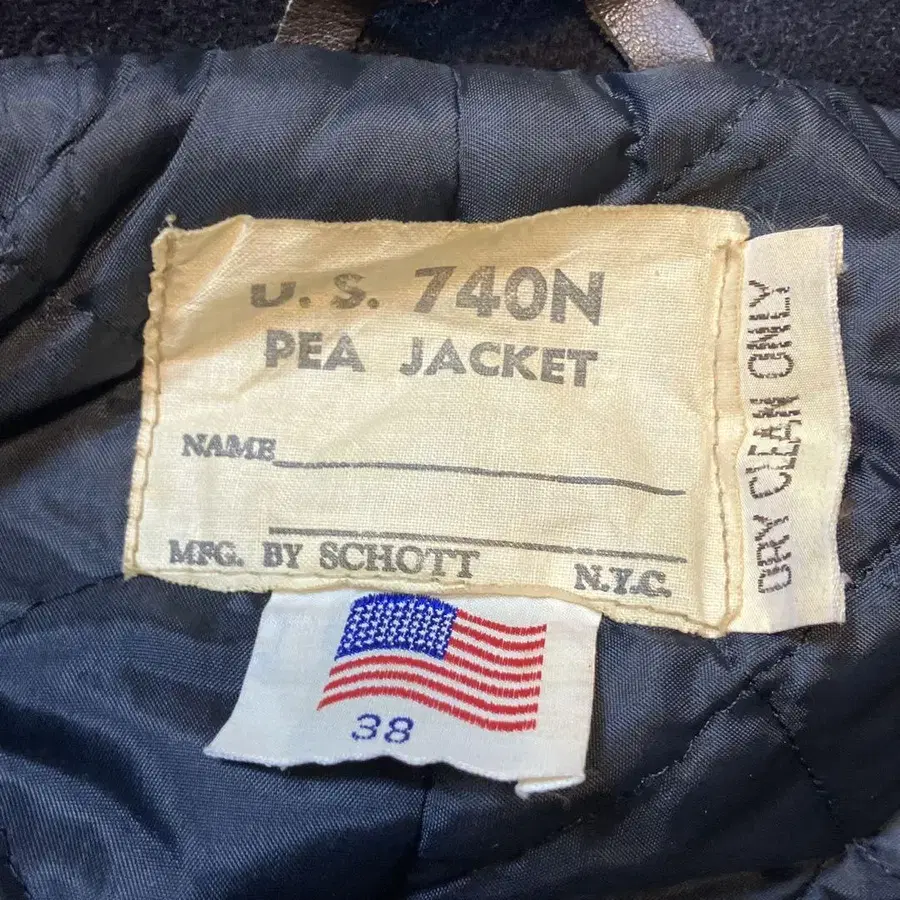 U.S. 740N
PEA JACKET
NAME
MFG. BY SCHOTT N.Y.C.
DRY CLEAN ONLY
38